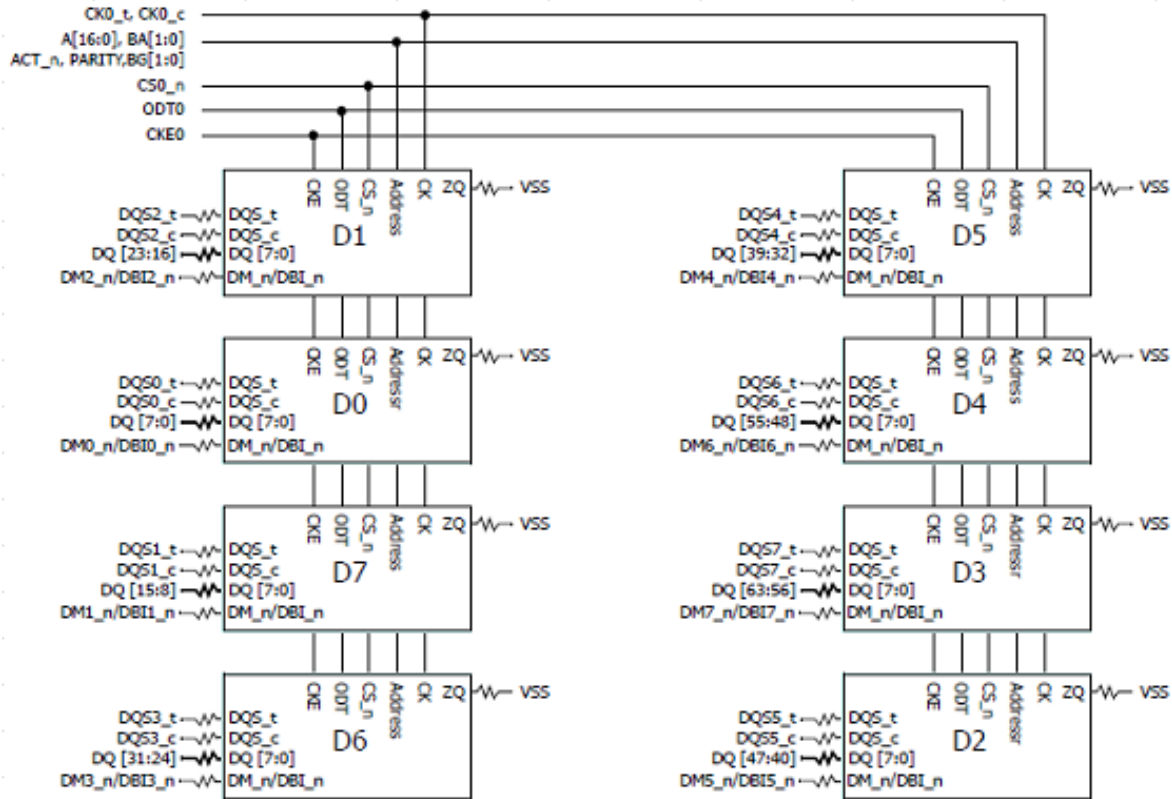 CK0_t, CK0_c
A[16:0], BA[1:0]
ACT_n, PARITY,BG[1:0]
CS0_n
ODT0
CKE0
CKE ODT CS_n Address CK ZQ VSS
DQS2_t DQS_t
DQS2_c DQS_c
D1
DQ [23:16] DQ [7:0]
DM2_n/DBI2_n DM_n/DBI_n
CKE ODT CS_n Address CK ZQ VSS
DQS4_t DQS_t
DQS4_c DQS_c
D5
DQ [39:32] DQ [7:0]
DM4_n/DBI4_n DM_n/DBI_n
CKE ODT CS_n Addressr CK ZQ VSS
DQS0_t DQS_t
DQS0_c DQS_c
D0
DQ [7:0] DQ [7:0]
DM0_n/DBI0_n DM_n/DBI_n
CKE ODT CS_n Address CK ZQ VSS
DQS6_t DQS_t
DQS6_c DQS_c
D4
DQ [55:48] DQ [7:0]
DM6_n/DBI6_n DM_n/DBI_n
CKE ODT CS_n Address CK ZQ VSS
DQS1_t DQS_t
DQS1_c DQS_c
D7
DQ [15:8] DQ [7:0]
DM1_n/DBI1_n DM_n/DBI_n
CKE ODT CS_n Addressr CK ZQ VSS
DQS7_t DQS_t
DQS7_c DQS_c
D3
DQ [63:56] DQ [7:0]
DM7_n/DBI7_n DM_n/DBI_n
CKE ODT CS_n Address CK ZQ VSS
DQS3_t DQS_t
DQS3_c DQS_c
D6
DQ [31:24] DQ [7:0]
DM3_n/DBI3_n DM_n/DBI_n
CKE ODT CS_n Addressr CK ZQ VSS
DQS5_t DQS_t
DQS5_c DQS_c
D2
DQ [47:40] DQ [7:0]
DM5_n/DBI5_n DM_n/DBI_n